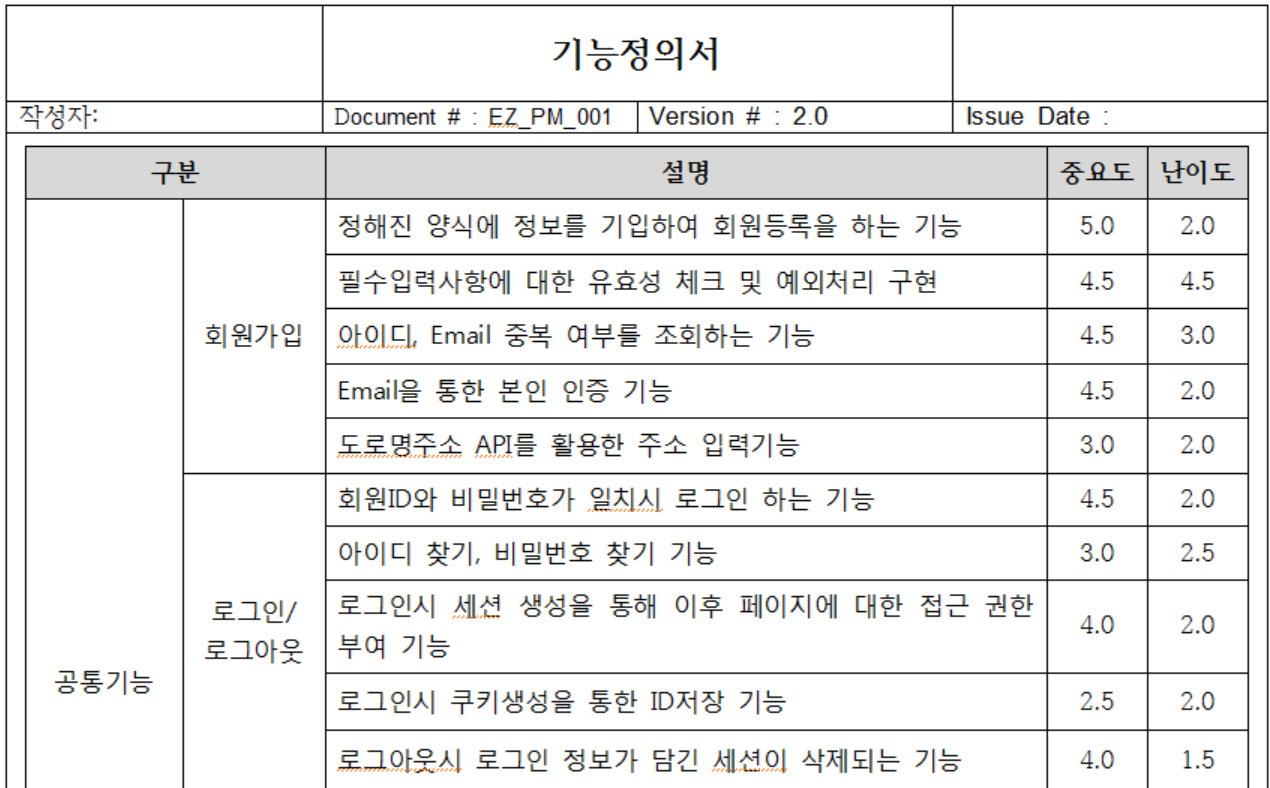 기능정의서
작성자:
Document # : EZ_PM_001
Version # : 2.0
Issue Date :
구분 설명 중요도 난이도
공통기능
회원가입
정해진 양식에 정보를 기입하여 회원등록을 하는 기능 5.0 2.0
필수입력사항에 대한 유효성 체크 및 예외처리 구현 4.5 4.5
아이디, Email 중복 여부를 조회하는 기능 4.5 3.0
Email을 통한 본인 인증 기능 4.5 2.0
도로명주소 API를 활용한 주소 입력기능 3.0 2.0
로그인/
로그아웃
회원ID와 비밀번호가 일치시 로그인 하는 기능 4.5 2.0
아이디 찾기, 비밀번호 찾기 기능 3.0 2.5
로그인시 세션 생성을 통해 이후 페이지에 대한 접근 권한
부여 기능 4.0 2.0
로그인시 쿠키생성을 통한 ID저장 기능 2.5 2.0
로그아웃시 로그인 정보가 담긴 세션이 삭제되는 기능 4.0 1.5